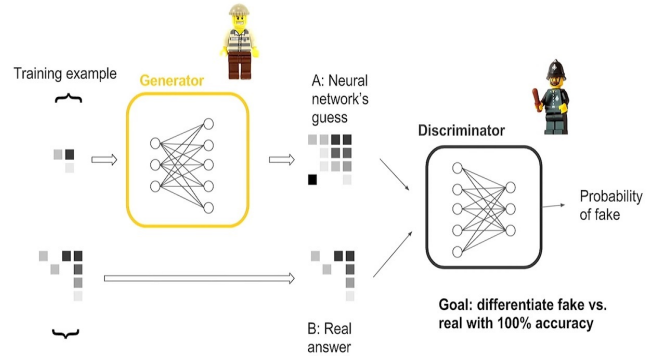 Training example
Generator
A: Neural
network's
guess
Discriminator
Probability
of fake
B: Real
answer
Goal: differentiate fake vs.
real with 100% accuracy